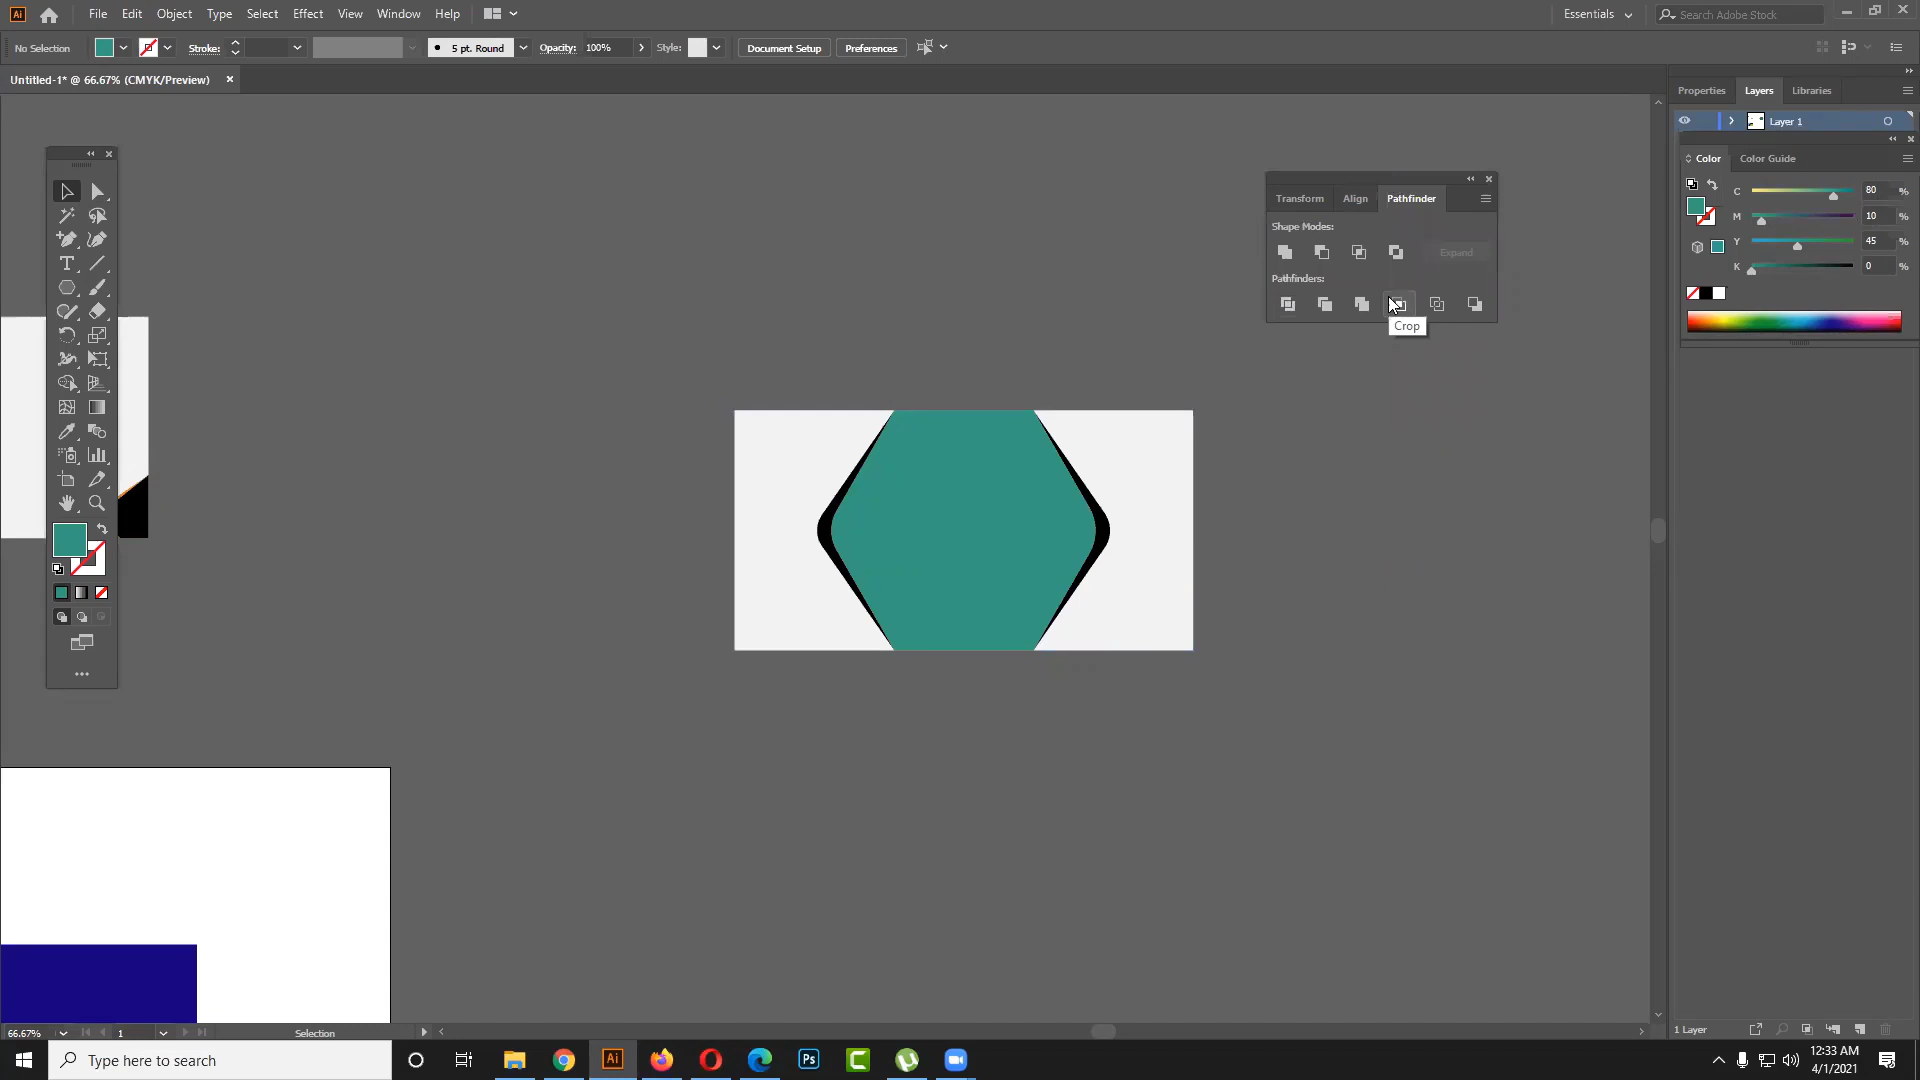 Ai File Edit Object Type Select Effect View Window Help Essentials Search Adobe Stock
No Selection Stroke: 5 pt. Round Opacity: 100% Style: Document Setup Preferences
Untitled-1* @ 66.67% (CMYK/Preview)
Properties Layers Libraries
Layer 1
Color Color Guide
C 80 %
M 10 %
Y 45 %
K 0 %
Transform Align Pathfinder
Shape Modes:
Expand
Pathfinders:
Crop
66.67% 1 Selection
1 Layer
Type here to search
Ai Ps C
12:33 AM
4/1/2021